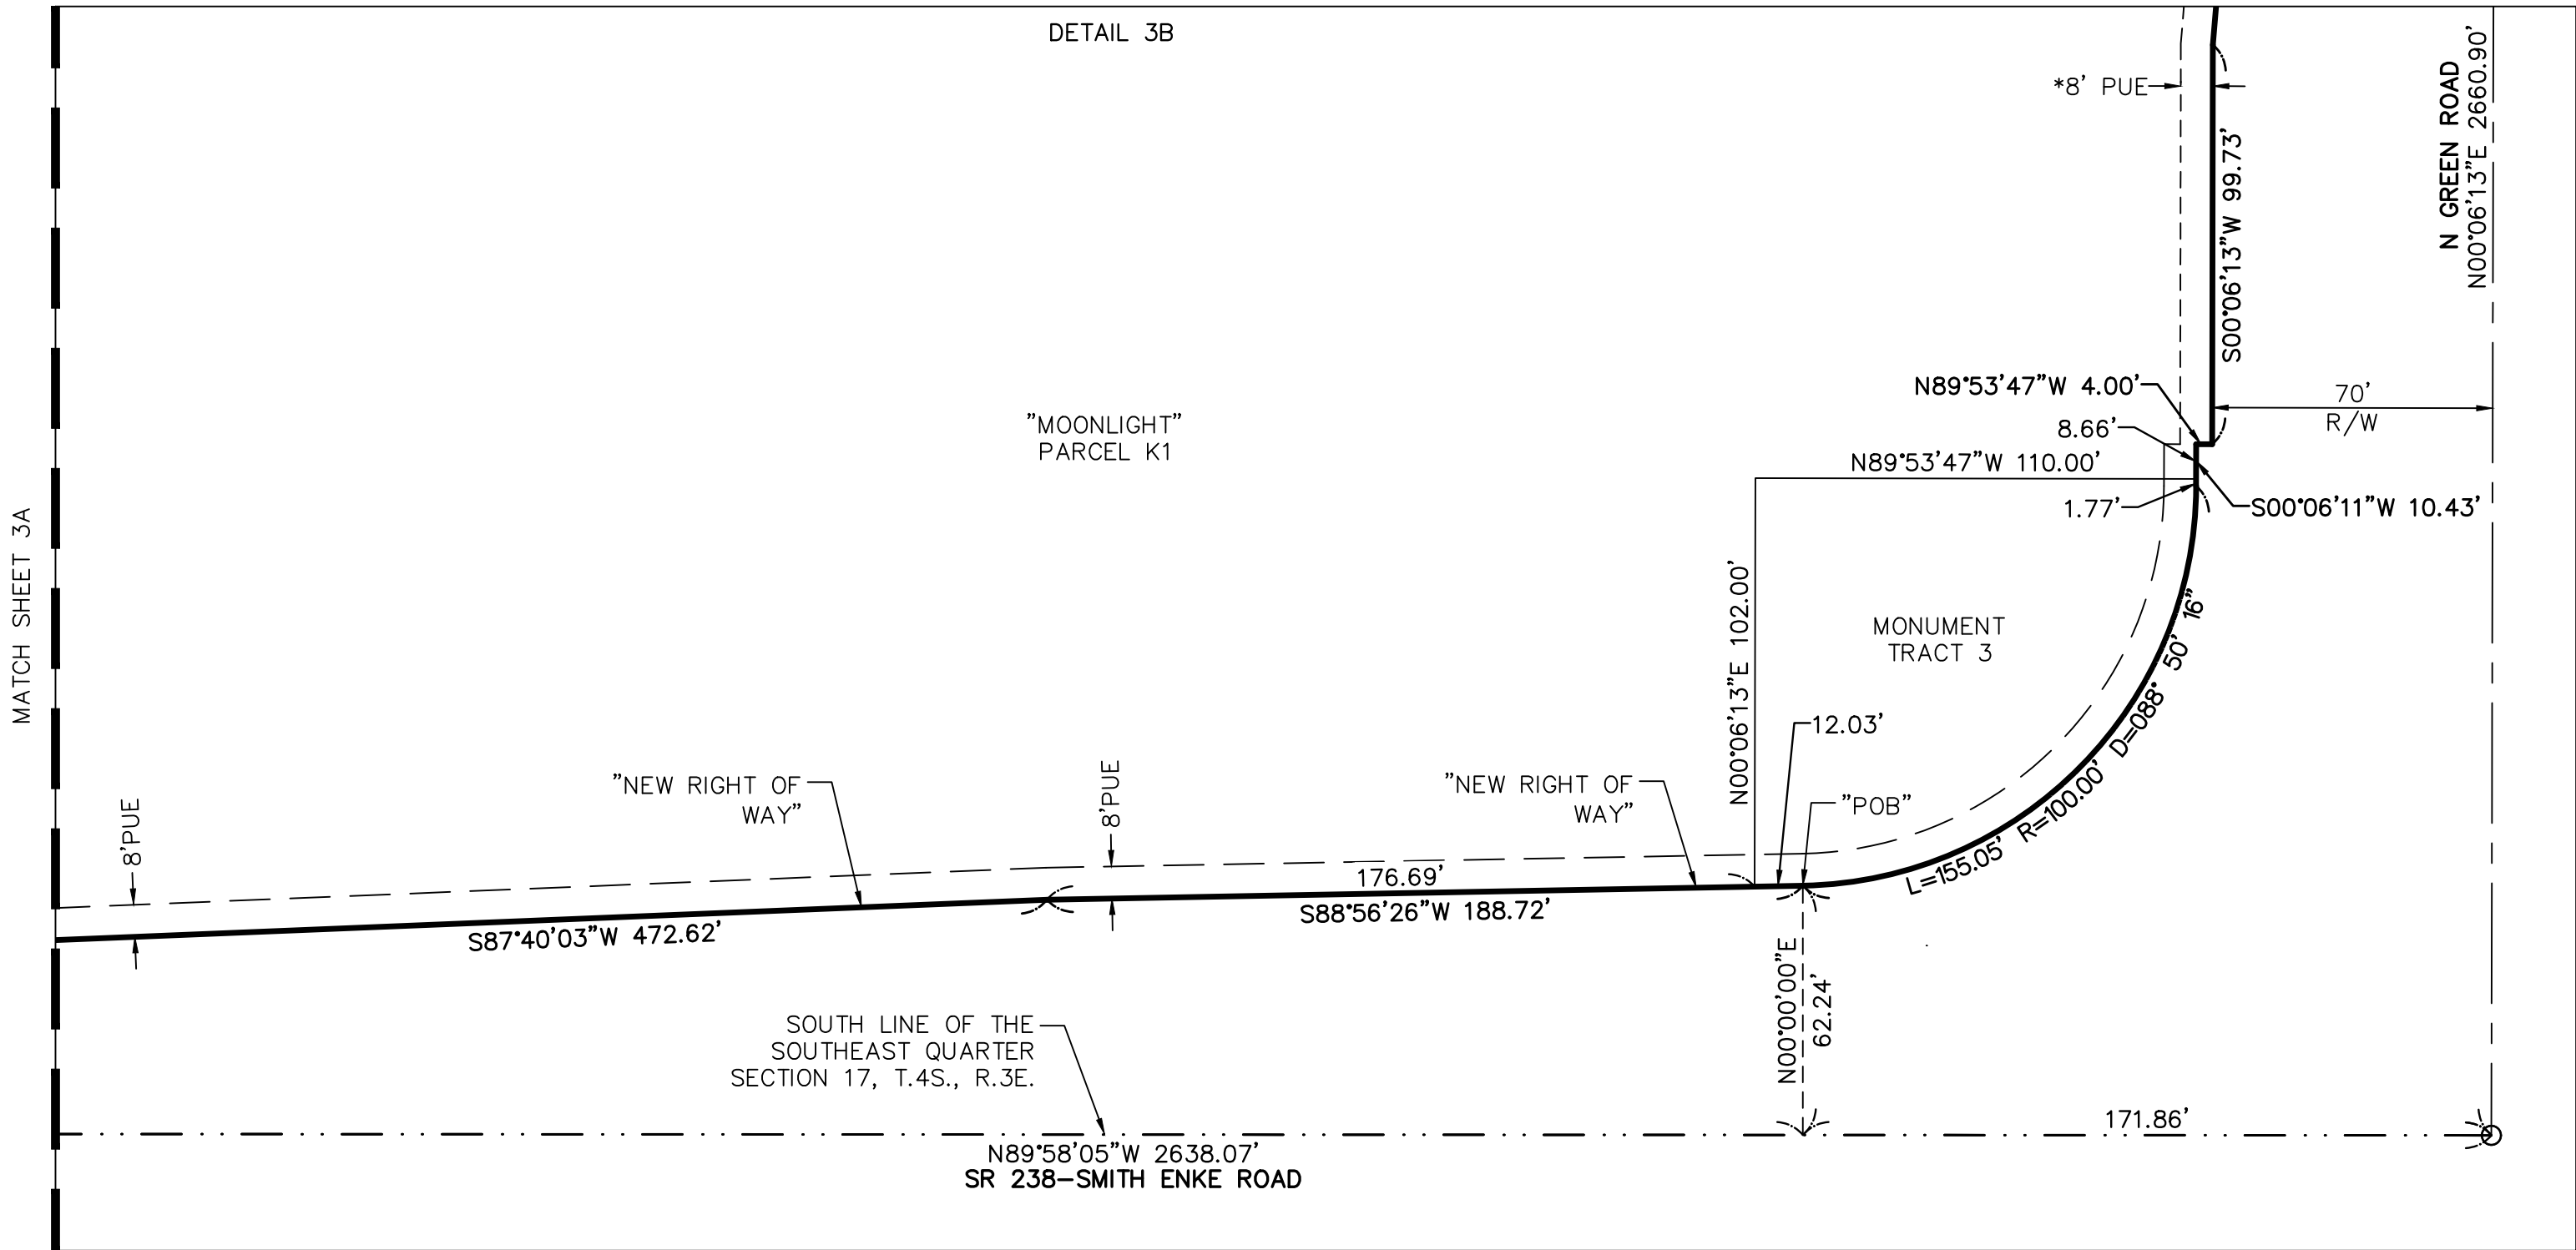 DETAIL 3B
*8' PUE
N GREEN ROAD
N00°06'13"E 2660.90'
S00°06'13"W 99.73'
N89°53'47"W 4.00'
70'
R/W
8.66'
"MOONLIGHT"
PARCEL K1
N89°53'47"W 110.00'
1.77'
S00°06'11"W 10.43'
MATCH SHEET 3A
N00°06'13"E 102.00'
MONUMENT
TRACT 3
12.03'
"NEW RIGHT OF
WAY"
8'PUE
8'PUE
"NEW RIGHT OF
WAY"
"POB"
L=155.05' R=100.00' D=088° 50' 16"
176.69'
S88°56'26"W 188.72'
S87°40'03"W 472.62'
N00°00'00"E
62.24'
SOUTH LINE OF THE
SOUTHEAST QUARTER
SECTION 17, T.4S., R.3E.
171.86'
N89°58'05"W 2638.07'
SR 238-SMITH ENKE ROAD